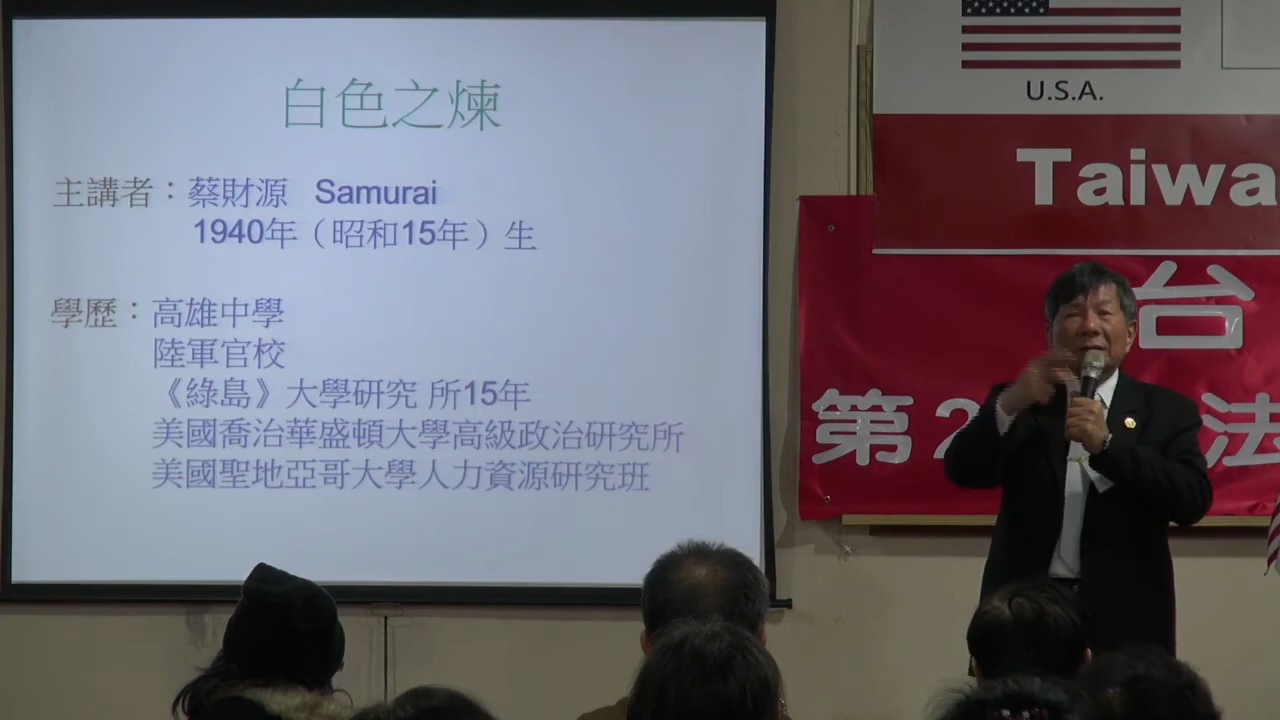 白色之煉
主講者：蔡財源 Samurai
1940年（昭和15年）生
學歷：高雄中學
陸軍官校
《綠島》大學研究 所15年
美國喬治華盛頓大學高級政治研究所
美國聖地亞哥大學人力資源研究班
U.S.A.
Taiwa
台
第2
法